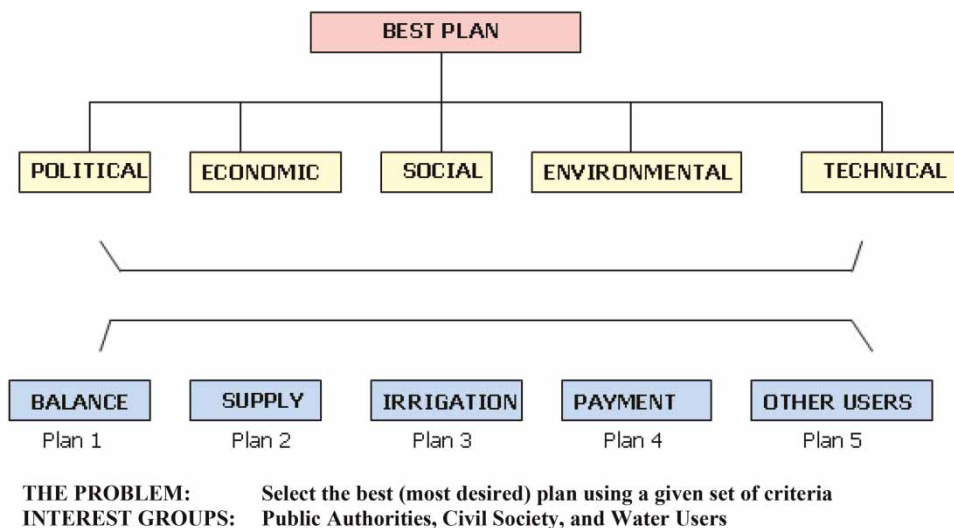 BEST PLAN
POLITICAL ECONOMIC SOCIAL ENVIRONMENTAL TECHNICAL
BALANCE SUPPLY IRRIGATION PAYMENT OTHER USERS
Plan 1 Plan 2 Plan 3 Plan 4 Plan 5
THE PROBLEM: Select the best (most desired) plan using a given set of criteria
INTEREST GROUPS: Public Authorities, Civil Society, and Water Users